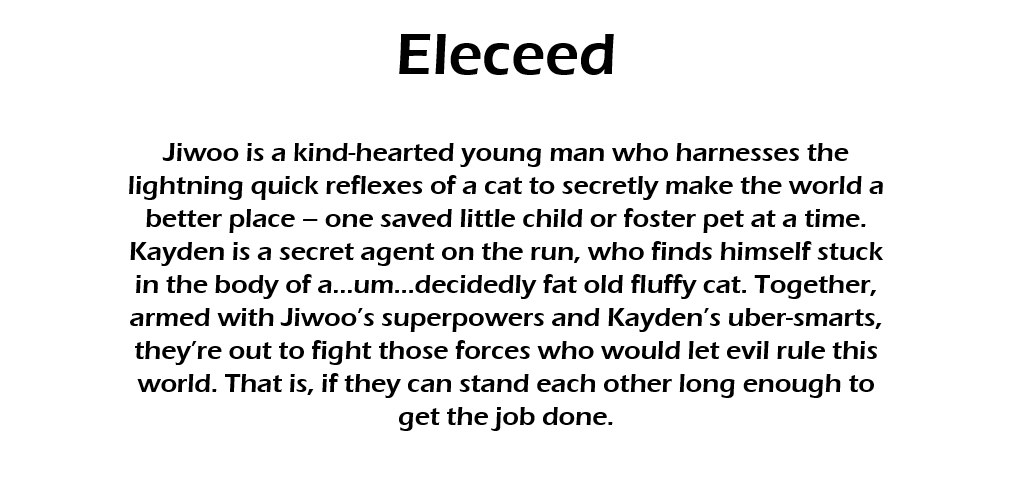 Eleceed
Jiwoo is a kind-hearted young man who harnesses the
lightning quick reflexes of a cat to secretly make the world a
better place – one saved little child or foster pet at a time.
Kayden is a secret agent on the run, who finds himself stuck
in the body of a...um...decidedly fat old fluffy cat. Together,
armed with Jiwoo's superpowers and Kayden's uber-smarts,
they're out to fight those forces who would let evil rule this
world. That is, if they can stand each other long enough to
get the job done.